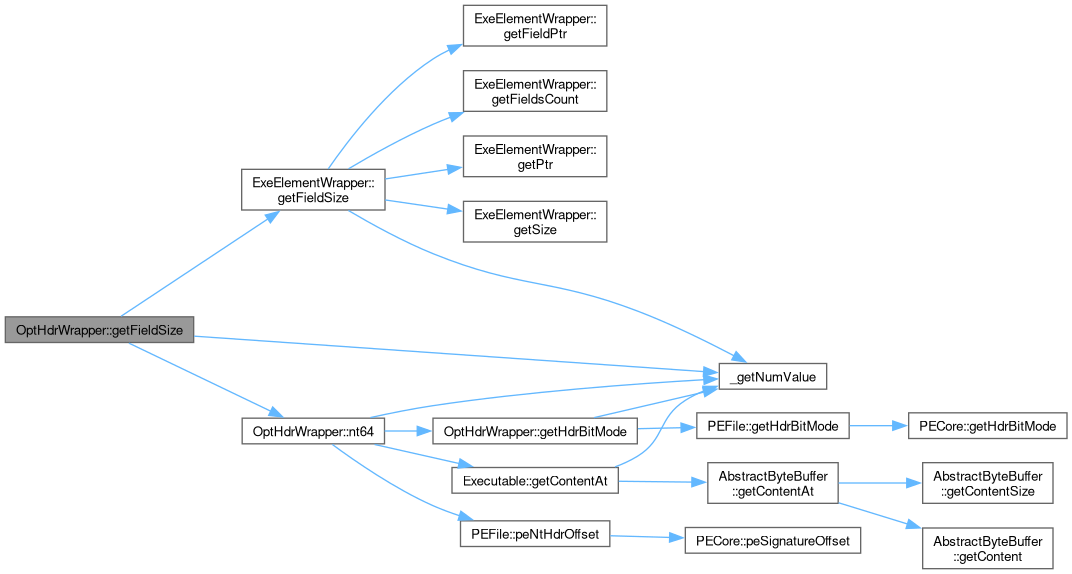 ExeElementWrapper::
getFieldPtr
ExeElementWrapper::
getFieldsCount
ExeElementWrapper::
getPtr
ExeElementWrapper::
getFieldSize
ExeElementWrapper::
getSize
OptHdrWrapper::getFieldSize
_getNumValue
OptHdrWrapper::nt64
OptHdrWrapper::getHdrBitMode
PEFile::getHdrBitMode
PECore::getHdrBitMode
Executable::getContentAt
AbstractByteBuffer
::getContentAt
AbstractByteBuffer
::getContentSize
PEFile::peNtHdrOffset
PECore::peSignatureOffset
AbstractByteBuffer
::getContent